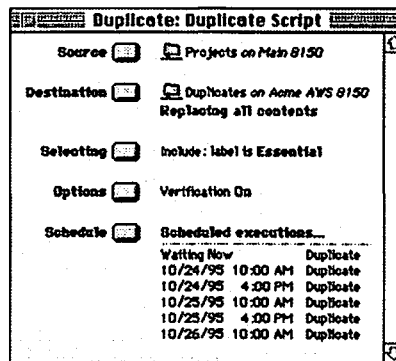 Duplicate: Duplicate Script
Source Projects on Main 8150
Destination Duplicates on Acme AWS 8150
Replacing all contents
Selecting Include: label is Essential
Options Verification On
Schedule Scheduled executions...
Waiting Now Duplicate
10/24/95 10:00 AM Duplicate
10/24/95 4:00 PM Duplicate
10/25/95 10:00 AM Duplicate
10/25/95 4:00 PM Duplicate
10/26/95 10:00 AM Duplicate